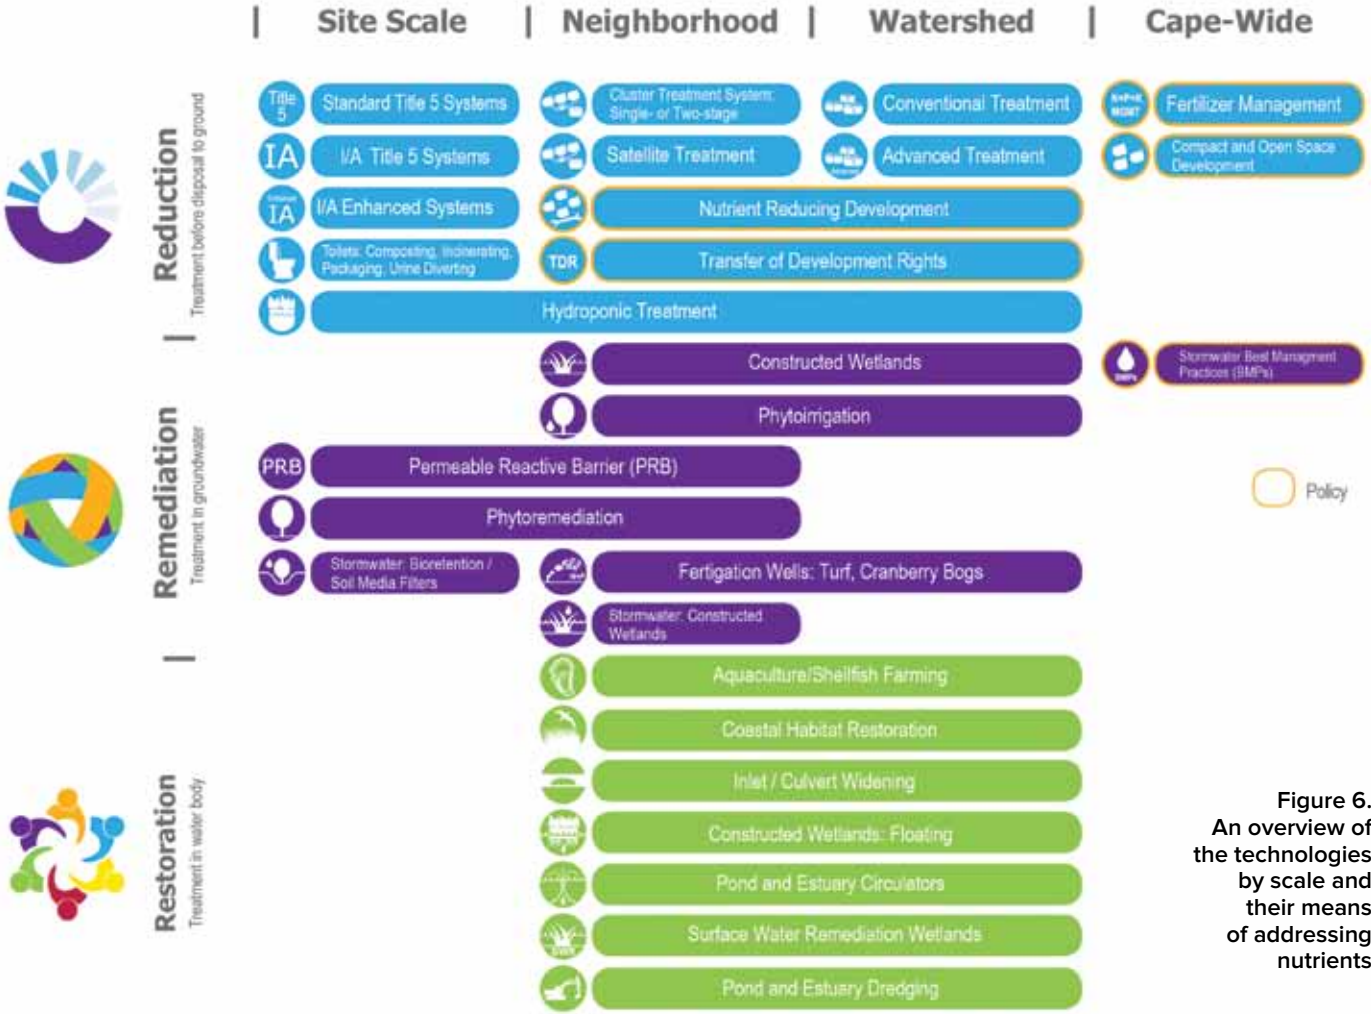 Site Scale
Neighborhood
Watershed
Cape-Wide
Reduction
Treatment before disposal to ground
Title
5
Standard Title 5 Systems
Cluster Treatment System:
Single- or Two-stage
Conventional Treatment
N+P+K
MGMT
Fertilizer Management
IA
I/A Title 5 Systems
Satellite Treatment
Advanced
Advanced Treatment
Compact and Open Space
Development
Enhanced
IA
I/A Enhanced Systems
Nutrient Reducing Development
Toilets: Composting, Incinerating,
Packaging, Urine Diverting
TDR
Transfer of Development Rights
Hydroponic Treatment
Remediation
Treatment in groundwater
Constructed Wetlands
BMPs
Stormwater Best Managment
Practices (BMPs)
Phytoirrigation
PRB
Permeable Reactive Barrier (PRB)
Policy
Phytoremediation
Stormwater: Bioretention /
Soil Media Filters
Fertigation Wells: Turf, Cranberry Bogs
Stormwater: Constructed
Wetlands
Restoration
Treatment in water body
Aquaculture/Shellfish Farming
Coastal Habitat Restoration
Inlet / Culvert Widening
Constructed Wetlands: Floating
Pond and Estuary Circulators
Surface Water Remediation Wetlands
Pond and Estuary Dredging
Figure 6.
An overview of
the technologies
by scale and
their means
of addressing
nutrients